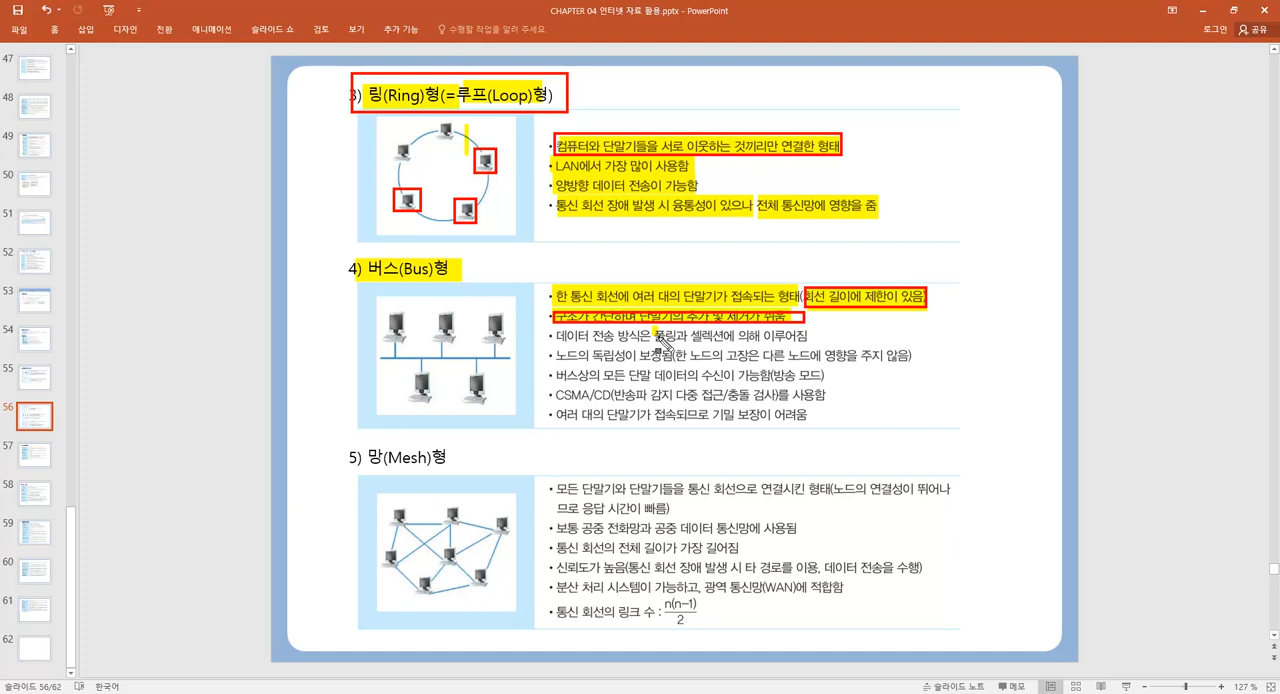 CHAPTER 04 인터넷 자료 활용.pptx - PowerPoint
파일 홈 삽입 디자인 전환 애니메이션 슬라이드 쇼 검토 보기 추가 기능 수행할 작업을 알려 주세요. 로그인 공유
47
48
49
50
51
52
53
54
55
56
57
58
59
60
61
62
3) 링(Ring)형(=루프(Loop)형)
• 컴퓨터와 단말기들을 서로 이웃하는 것끼리만 연결한 형태
• LAN에서 가장 많이 사용함
• 양방향 데이터 전송이 가능함
• 통신 회선 장애 발생 시 융통성이 있으나 전체 통신망에 영향을 줌
4) 버스(Bus)형
• 한 통신 회선에 여러 대의 단말기가 접속되는 형태(회선 길이에 제한이 있음)
• 구조가 간단하며 단말기의 추가 및 제거가 쉬움
• 데이터 전송 방식은 폴링과 셀렉션에 의해 이루어짐
• 노드의 독립성이 보장됨(한 노드의 고장은 다른 노드에 영향을 주지 않음)
• 버스상의 모든 단말 데이터의 수신이 가능함(방송 모드)
• CSMA/CD(반송파 감지 다중 접근/충돌 검사)를 사용함
• 여러 대의 단말기가 접속되므로 기밀 보장이 어려움
5) 망(Mesh)형
• 모든 단말기와 단말기들을 통신 회선으로 연결시킨 형태(노드의 연결성이 뛰어나
므로 응답 시간이 빠름)
• 보통 공중 전화망과 공중 데이터 통신망에 사용됨
• 통신 회선의 전체 길이가 가장 길어짐
• 신뢰도가 높음(통신 회선 장애 발생 시 타 경로를 이용, 데이터 전송을 수행)
• 분산 처리 시스템이 가능하고, 광역 통신망(WAN)에 적합함
• 통신 회선의 링크 수 : n(n-1)
2
슬라이드 56/62 한국어 슬라이드 노트 메모 127 %